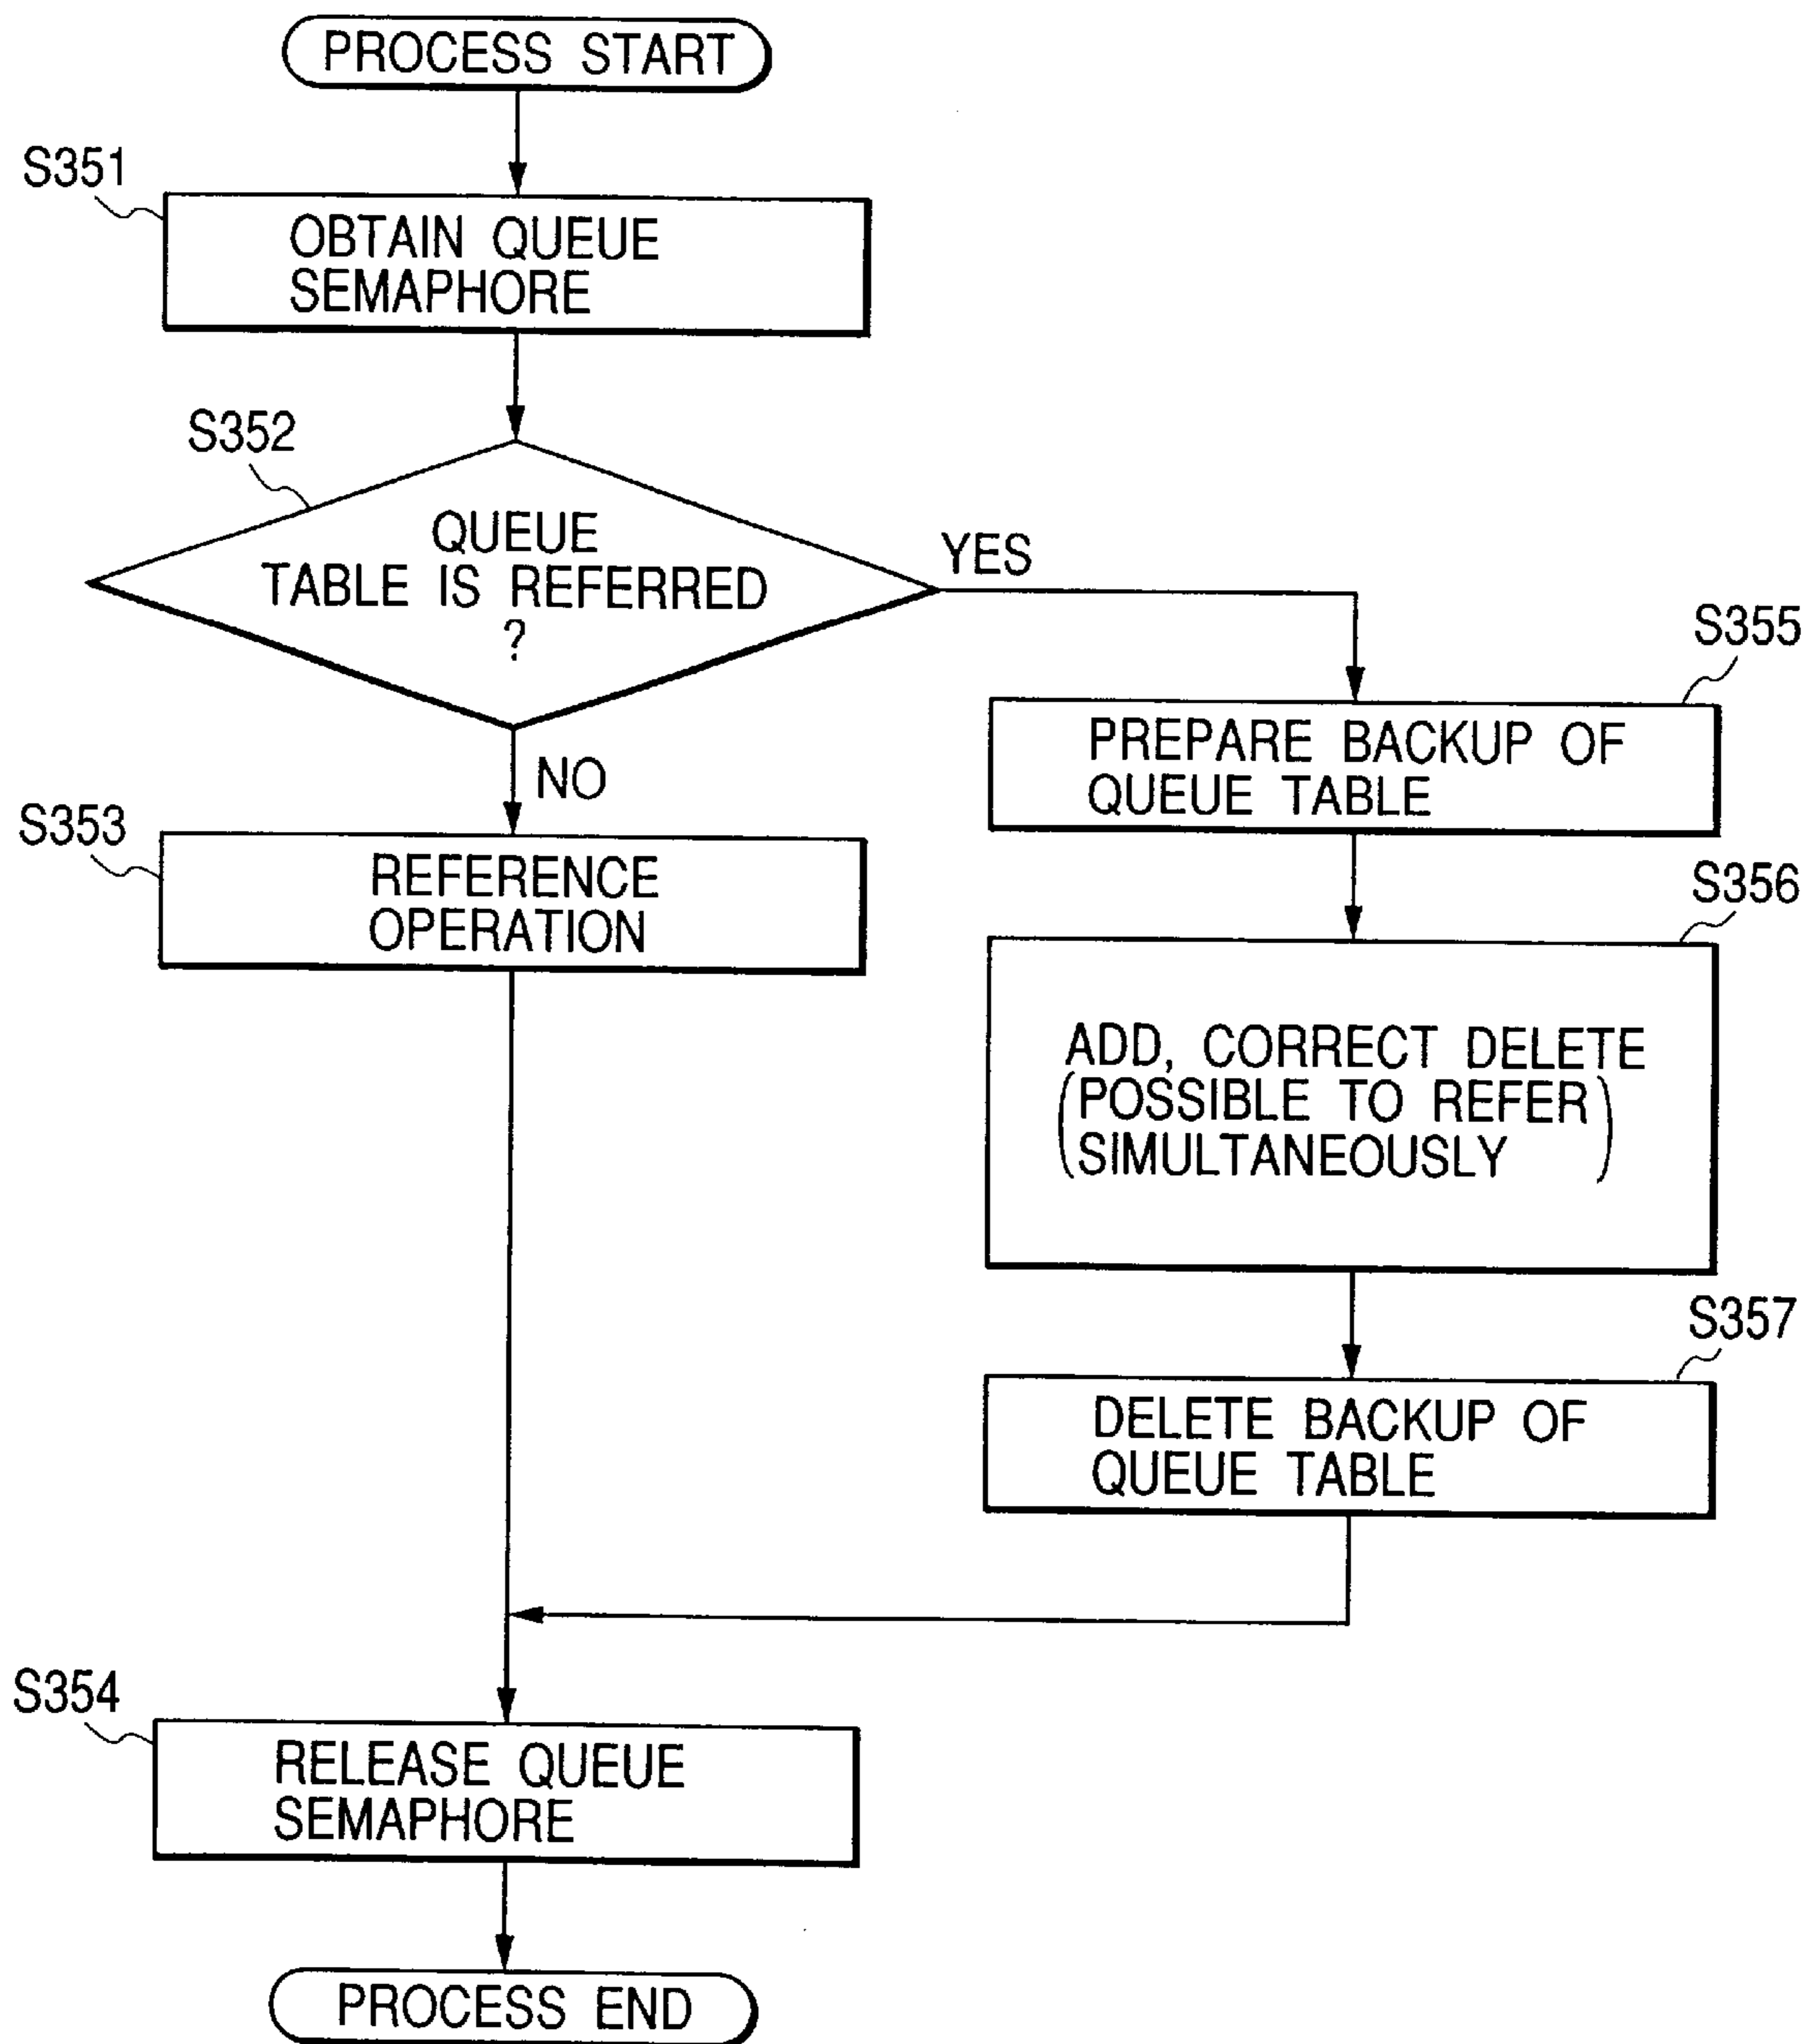 PROCESS START
S351
OBTAIN QUEUE
SEMAPHORE
S352
QUEUE
TABLE IS REFERRED
?
YES
NO
S353
REFERENCE
OPERATION
S355
PREPARE BACKUP OF
QUEUE TABLE
S356
ADD, CORRECT DELETE
(POSSIBLE TO REFER
SIMULTANEOUSLY)
S357
DELETE BACKUP OF
QUEUE TABLE
S354
RELEASE QUEUE
SEMAPHORE
PROCESS END